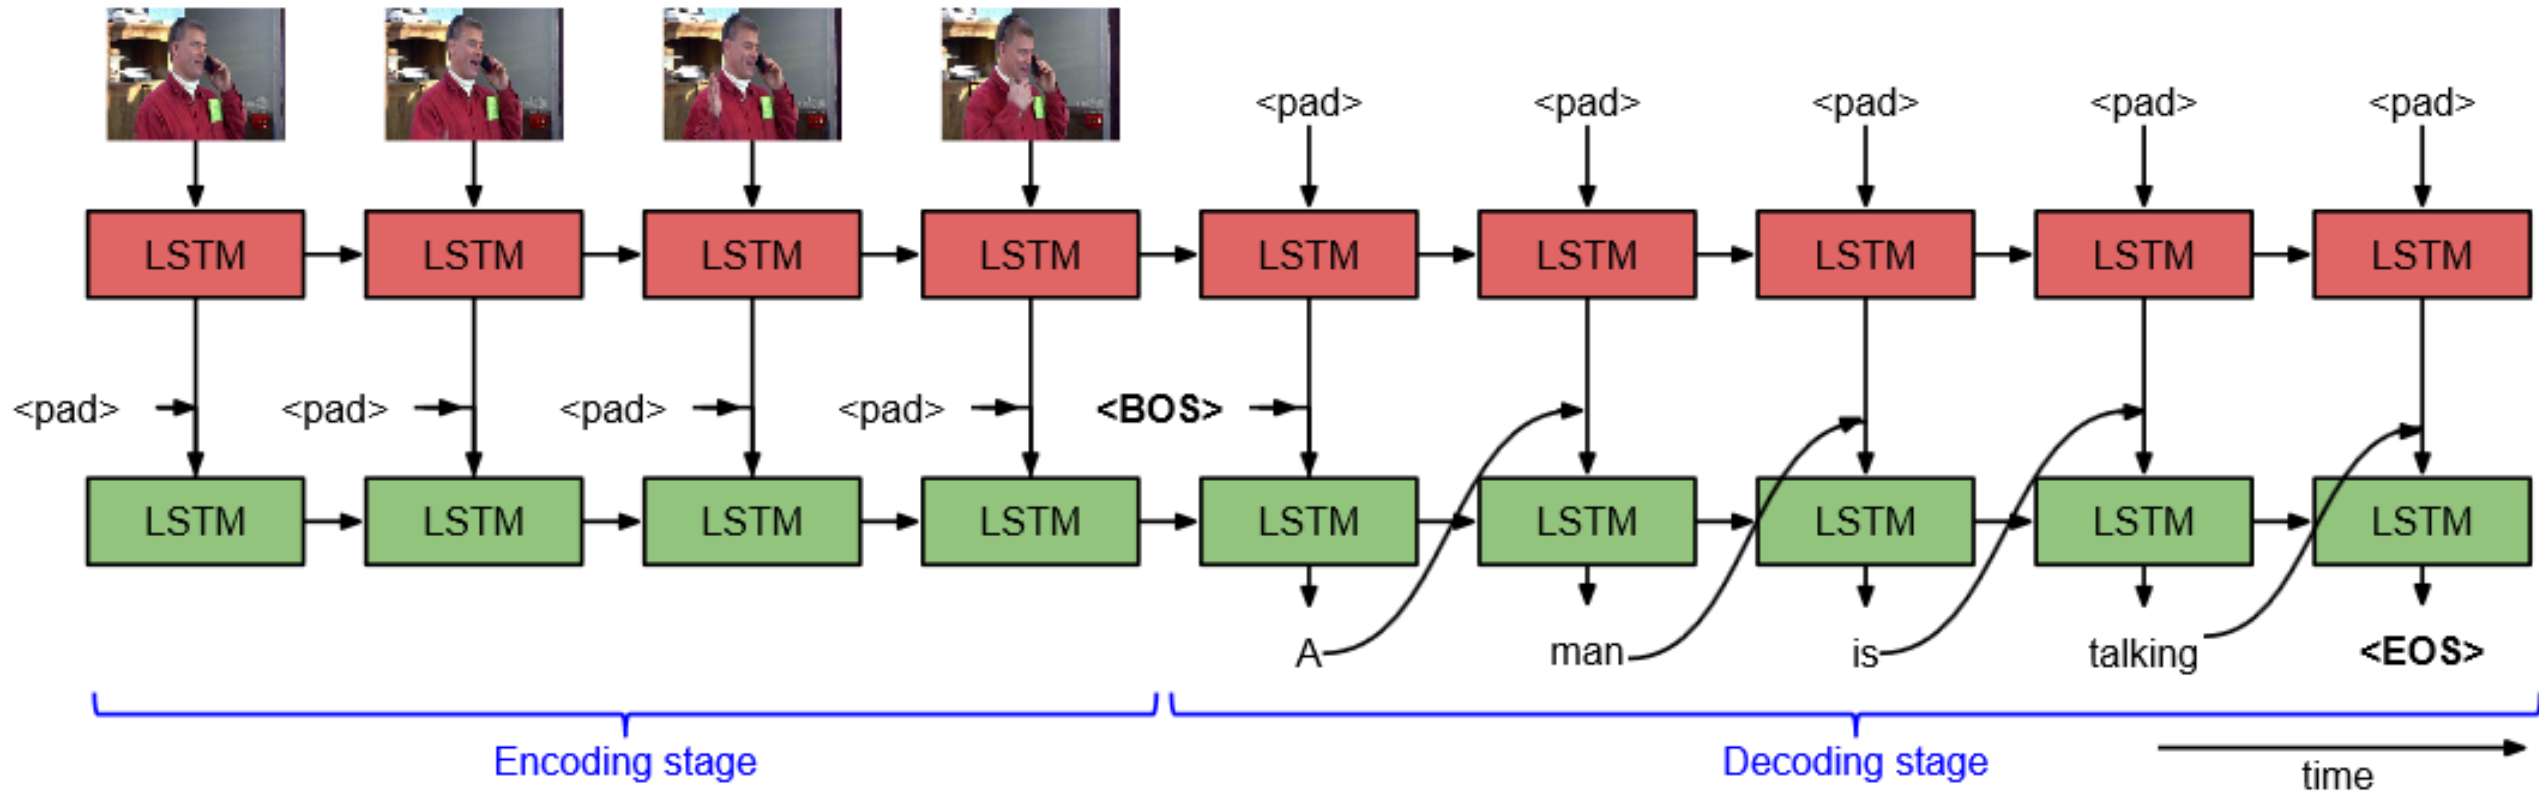 <pad> <pad> <pad> <pad> <pad>
LSTM LSTM LSTM LSTM LSTM LSTM LSTM LSTM LSTM
<pad> <pad> <pad> <pad> <BOS>
LSTM LSTM LSTM LSTM LSTM LSTM LSTM LSTM LSTM
A man is talking <EOS>
Encoding stage Decoding stage
time